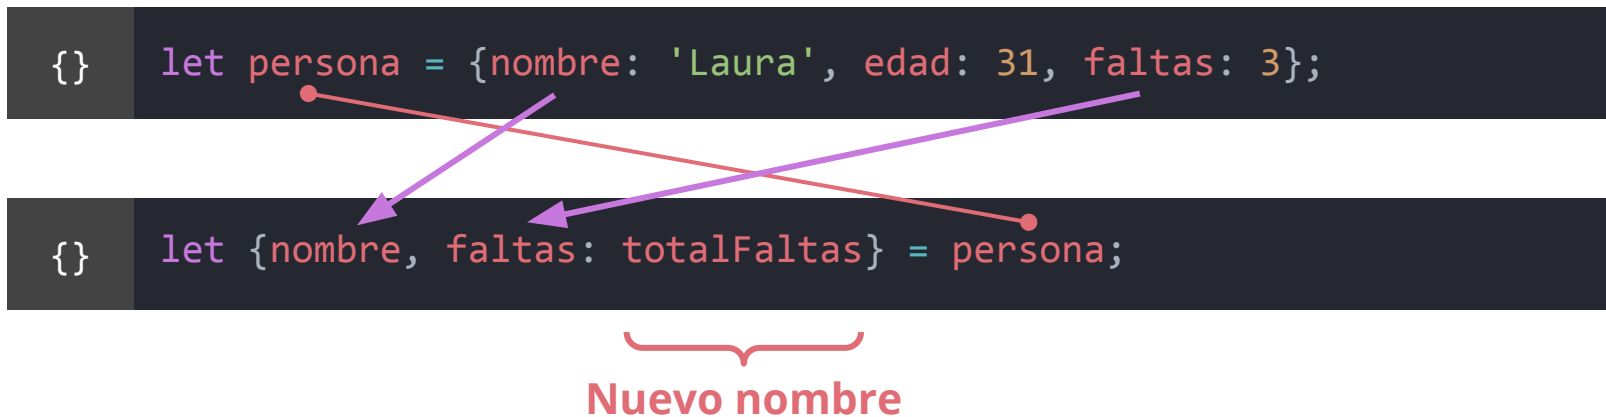 {} let persona = {nombre: 'Laura', edad: 31, faltas: 3};
{} let {nombre, faltas: totalFaltas} = persona;
Nuevo nombre